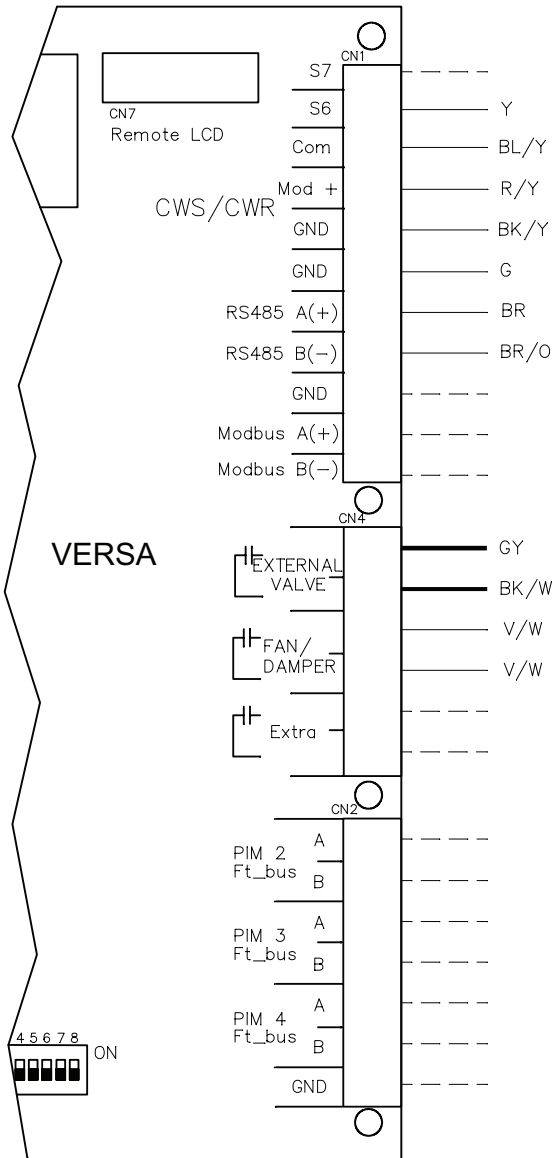 CN1
S7
CN7
Remote LCD
S6 Y
Com BL/Y
Mod + R/Y
CWS/CWR
GND BK/Y
GND G
RS485 A(+) BR
RS485 B(-) BR/O
GND
Modbus A(+)
Modbus B(-)
CN4
VERSA
EXTERNAL GY
VALVE BK/W
FAN/ V/W
DAMPER V/W
Extra
CN2
PIM 2 A
Ft_bus B
PIM 3 A
Ft_bus B
PIM 4 A
Ft_bus B
4 5 6 7 8 ON
GND